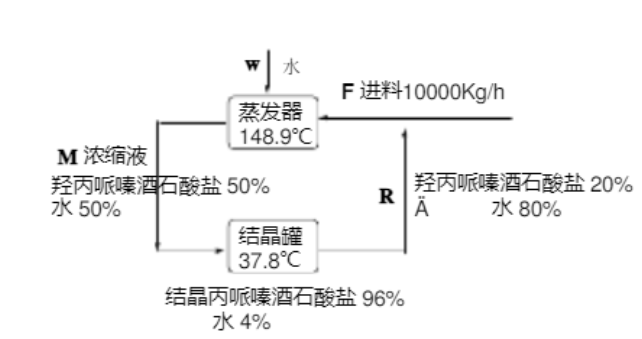 W 水
F 进料10000Kg/h
蒸发器
148.9℃
M 浓缩液
羟丙哌嗪酒石酸盐 50%
水 50%
R
羟丙哌嗪酒石酸盐 20%
Ä 水 80%
结晶罐
37.8℃
结晶丙哌嗪酒石酸盐 96%
水 4%